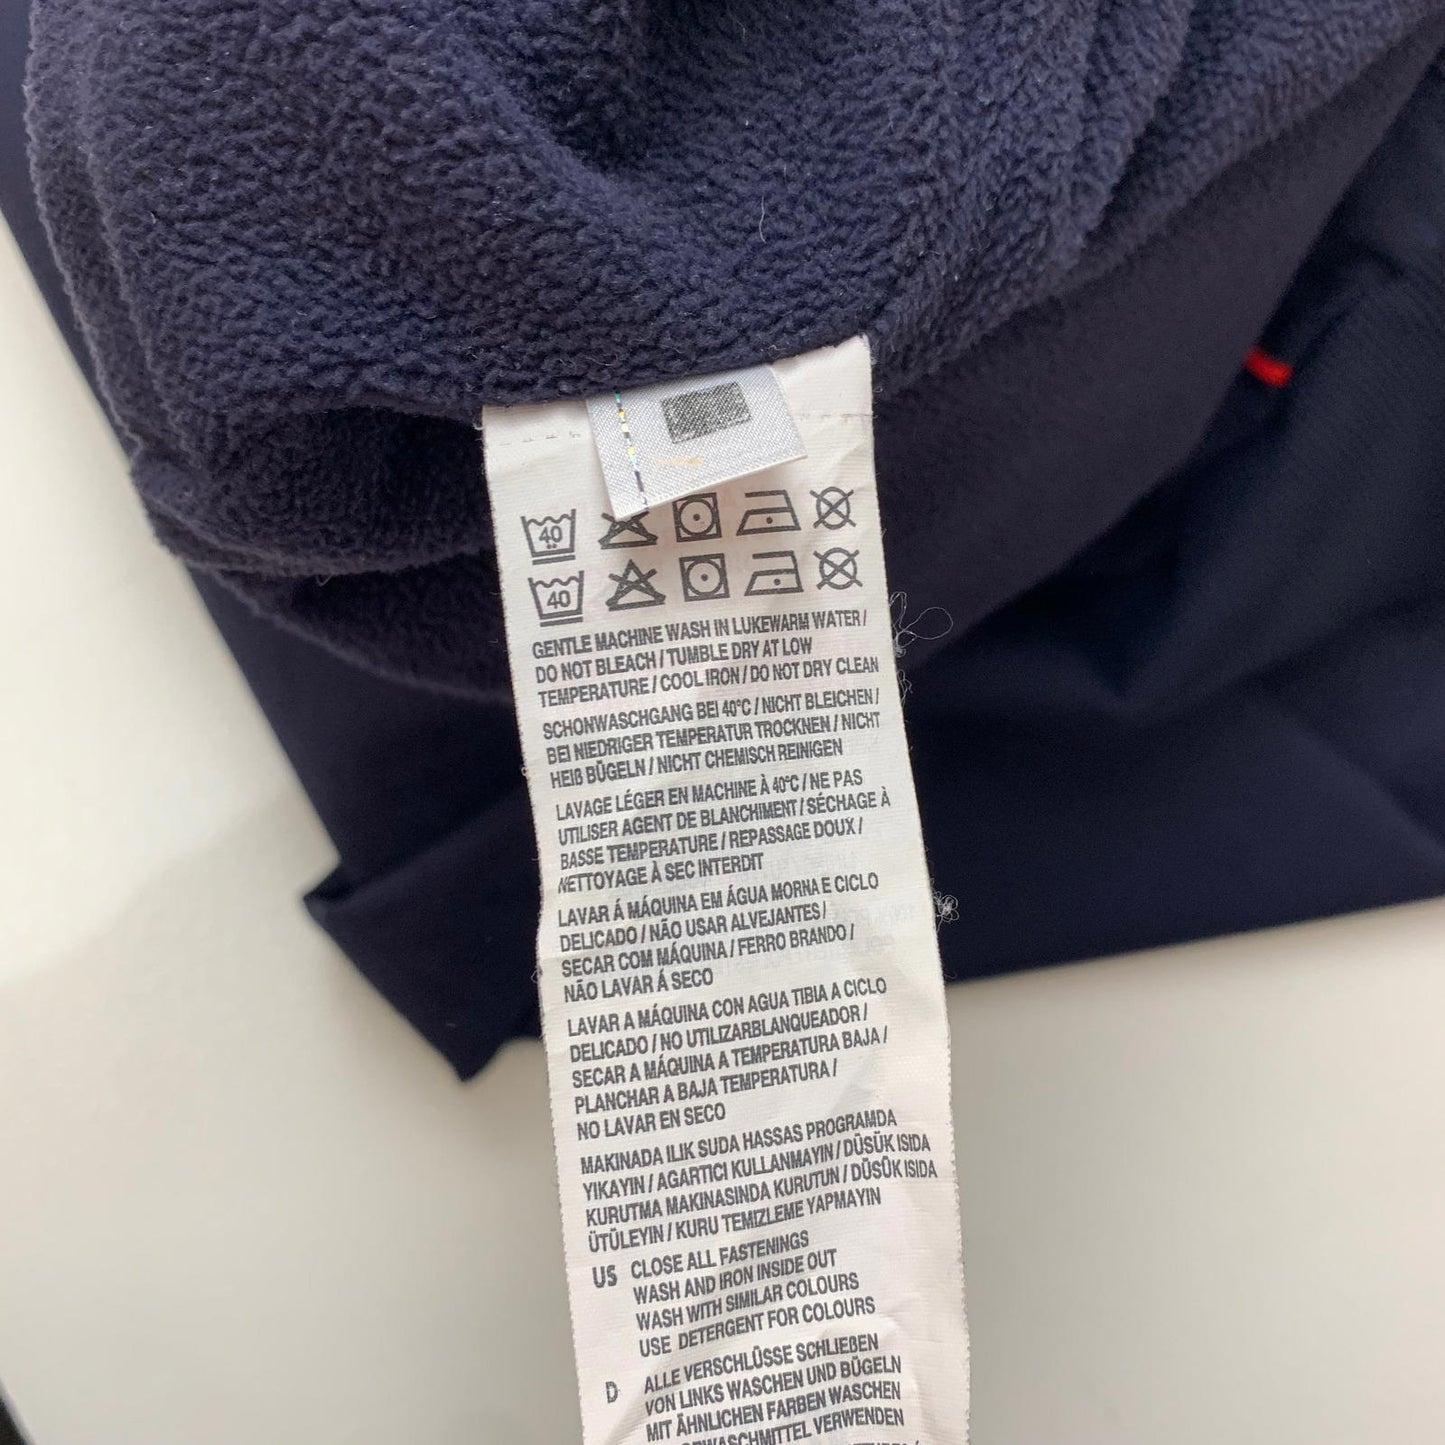 40
40
GENTLE MACHINE WASH IN LUKEWARM WATER /
DO NOT BLEACH / TUMBLE DRY AT LOW
TEMPERATURE / COOL IRON / DO NOT DRY CLEAN
SCHONWASCHGANG BEI 40°C / NICHT BLEICHEN /
BEI NIEDRIGER TEMPERATUR TROCKNEN / NICHT
HEIß BÜGELN / NICHT CHEMISCH REINIGEN
LAVAGE LÉGER EN MACHINE À 40°C / NE PAS
UTILISER AGENT DE BLANCHIMENT / SÉCHAGE À
BASSE TEMPERATURE / REPASSAGE DOUX /
NETTOYAGE À SEC INTERDIT
LAVAR Á MÁQUINA EM ÁGUA MORNA E CICLO
DELICADO / NÃO USAR ALVEJANTES /
SECAR COM MÁQUINA / FERRO BRANDO /
NÃO LAVAR Á SECO
LAVAR A MÁQUINA CON AGUA TIBIA A CICLO
DELICADO / NO UTILIZARBLANQUEADOR /
SECAR A MÁQUINA A TEMPERATURA BAJA /
PLANCHAR A BAJA TEMPERATURA /
NO LAVAR EN SECO
MAKINADA ILIK SUDA HASSAS PROGRAMDA
YIKAYIN / AGARTICI KULLANMAYIN / DÜSÜK ISIDA
KURUTMA MAKINASINDA KURUTUN / DÜSÜK ISIDA
ÜTÜLEYIN / KURU TEMIZLEME YAPMAYIN
US CLOSE ALL FASTENINGS
WASH AND IRON INSIDE OUT
WASH WITH SIMILAR COLOURS
USE DETERGENT FOR COLOURS
D ALLE VERSCHLÜSSE SCHLIEßEN
VON LINKS WASCHEN UND BÜGELN
MIT ÄHNLICHEN FARBEN WASCHEN
VERWENDEN